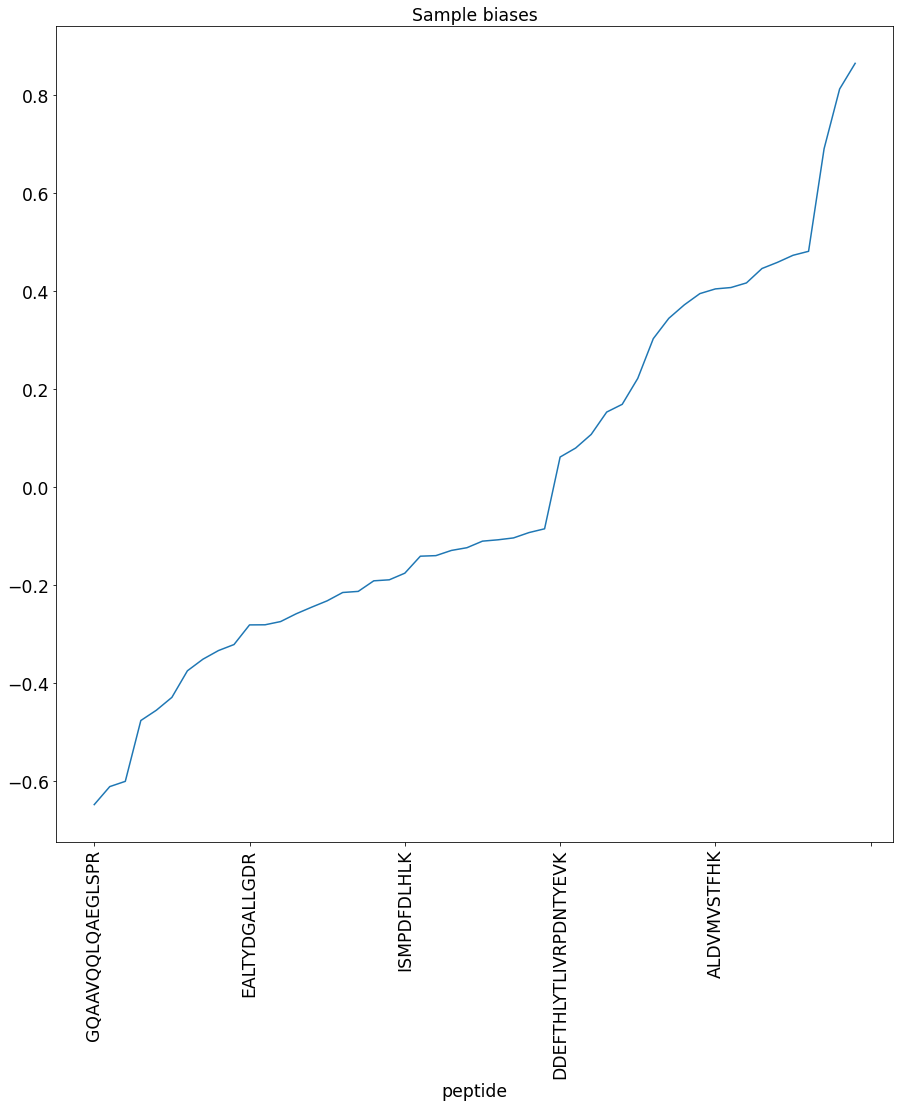 Sample biases
0.8
0.6
0.4
0.2
0.0
−0.2
−0.4
−0.6
GQAAVQQLQAEGLSPR
EALTYDGALLGDR
ISMPDFDLHLK
DDEFTHLYTLIVRPDNTYEVK
ALDVMVSTFHK
peptide